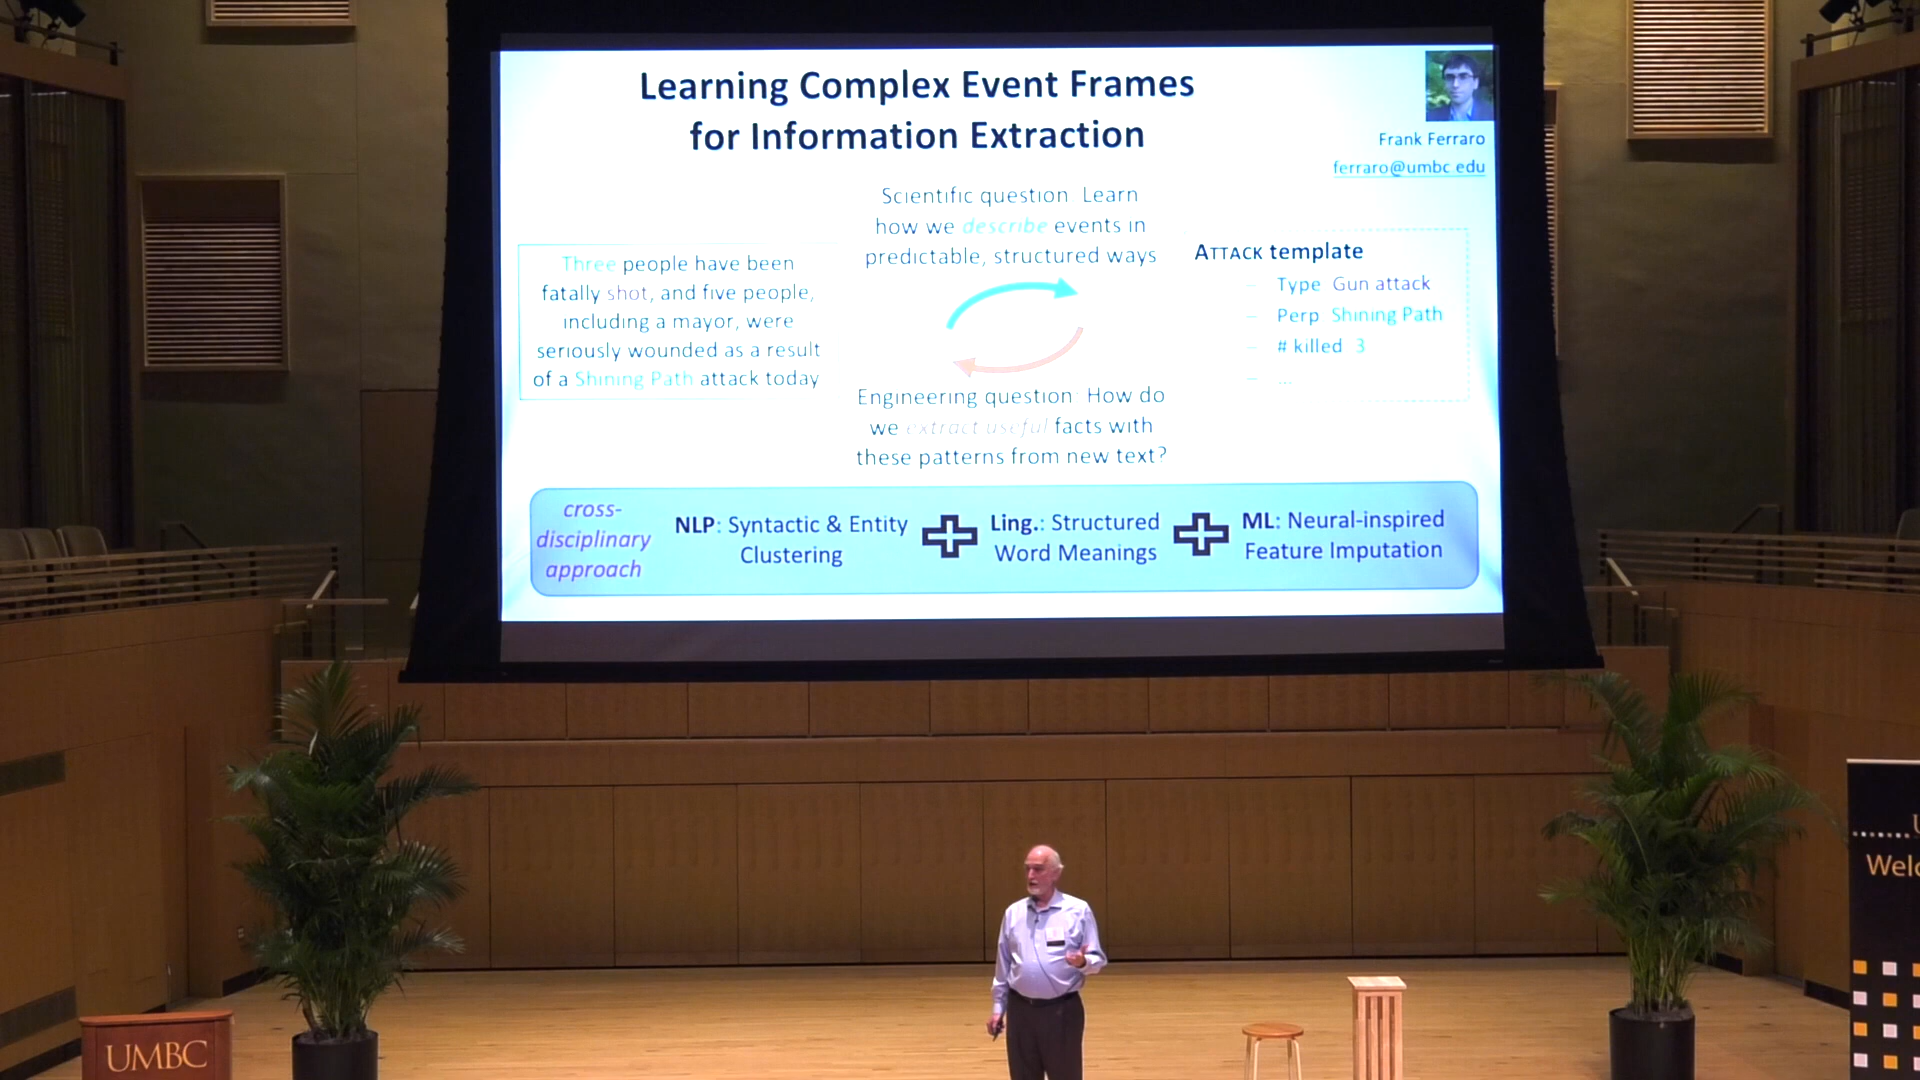 Learning Complex Event Frames
for Information Extraction
Frank Ferraro
ferraro@umbc.edu
Scientific question: Learn
how we describe events in
predictable, structured ways
Three people have been
fatally shot, and five people,
including a mayor, were
seriously wounded as a result
of a Shining Path attack today
ATTACK template
– Type Gun attack
– Perp Shining Path
– # killed 3
– ...
Engineering question: How do
we extract useful facts with
these patterns from new text?
cross-
disciplinary
approach
NLP: Syntactic & Entity
Clustering
Ling.: Structured
Word Meanings
ML: Neural-inspired
Feature Imputation
UMBC
U
Welc